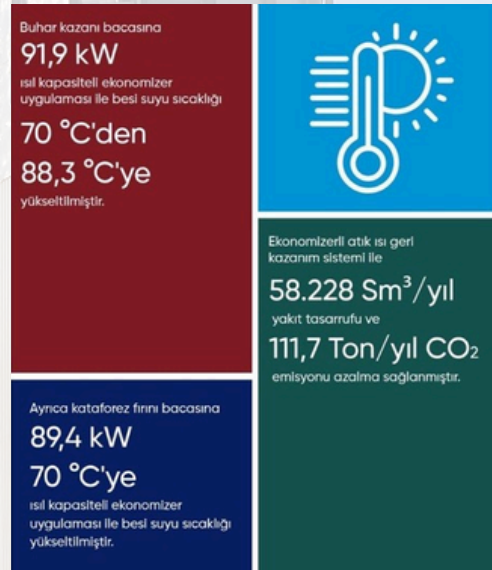 Buhar kazanı bacasına
91,9 kW
ısıl kapasiteli ekonomizer
uygulaması ile besi suyu sıcaklığı
70 °C'den
88,3 °C'ye
yükseltilmiştir.
Ekonomizerli atık ısı geri
kazanım sistemi ile
58.228 Sm³/yıl
yakıt tasarrufu ve
111,7 Ton/yıl CO₂
emisyonu azalma sağlanmıştır.
Ayrıca kataforez fırını bacasına
89,4 kW
70 °C'ye
ısıl kapasiteli ekonomizer
uygulaması ile besi suyu sıcaklığı
yükseltilmiştir.